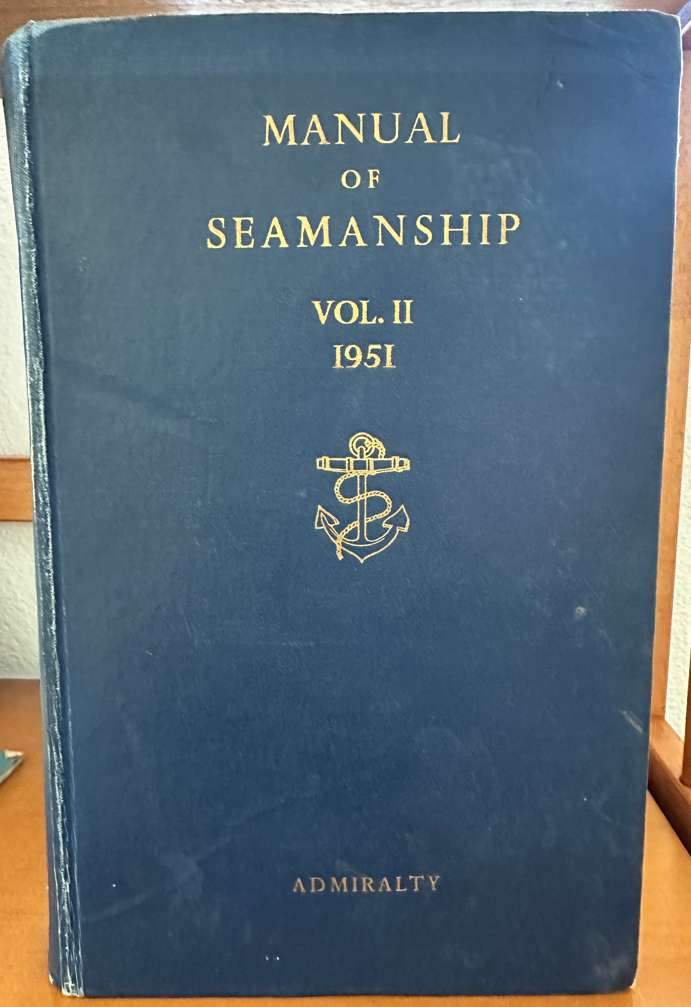 MANUAL
OF
SEAMANSHIP
VOL. II
1951
ADMIRALTY